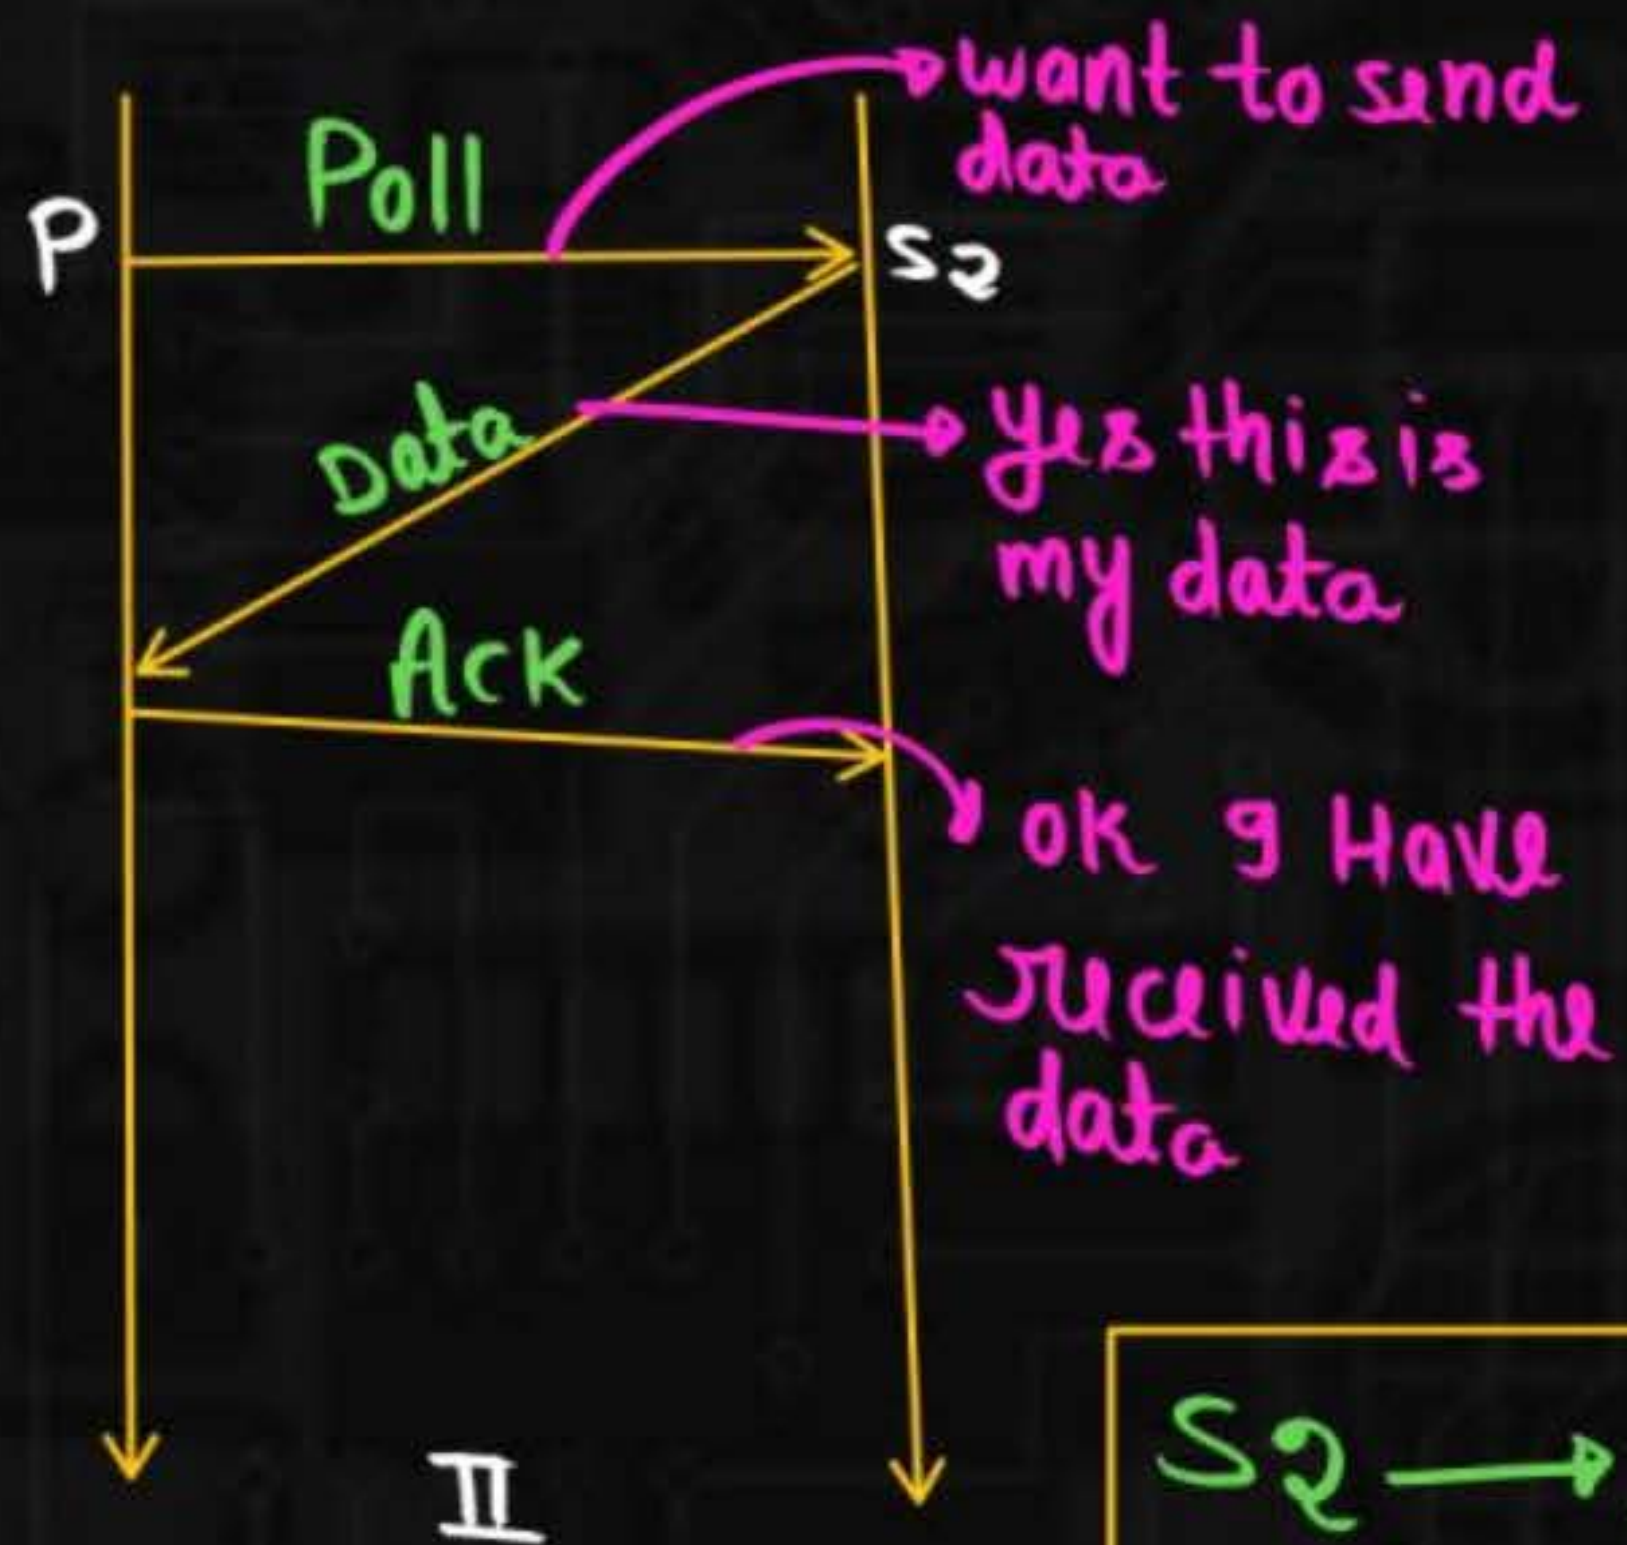 want to send
data
Poll
P
S2
Data
Yes this is
my data
Ack
ok I Have
received the
data
S2 →
II